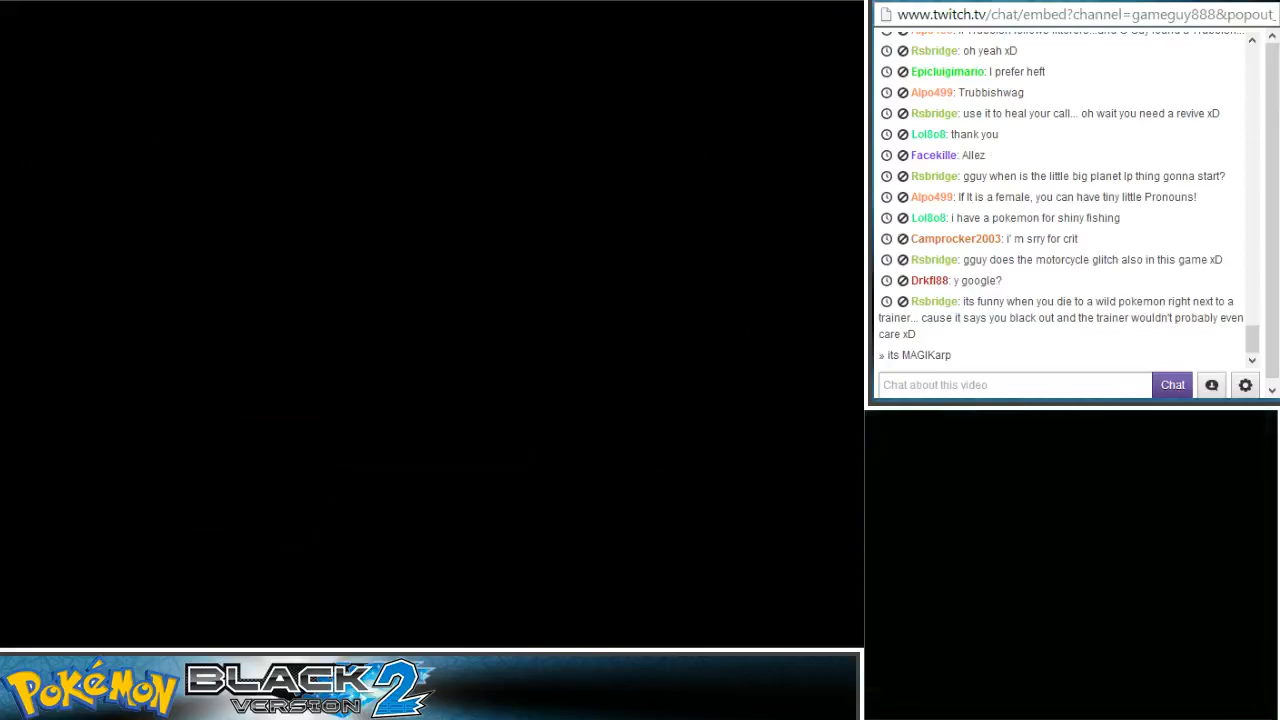 www.twitch.tv/chat/embed?channel=gameguy888&popout_
Rsbridge: oh yeah xD
Epicluigimario: I prefer heft
Alpo499: Trubbishwag
Rsbridge: use it to heal your call... oh wait you need a revive xD
Lol8o8: thank you
Facekille: Allez
Rsbridge: gguy when is the little big planet lp thing gonna start?
Alpo499: If It is a female, you can have tiny little Pronouns!
Lol8o8: i have a pokemon for shiny fishing
Camprocker2003: i' m srry for crit
Rsbridge: gguy does the motorcycle glitch also in this game xD
Drkfl88: y google?
Rsbridge: its funny when you die to a wild pokemon right next to a
trainer... cause it says you black out and the trainer wouldn't probably even
care xD
» its MAGIKarp
Chat about this video
Chat
POKéMON
BLACK
VERSION 2